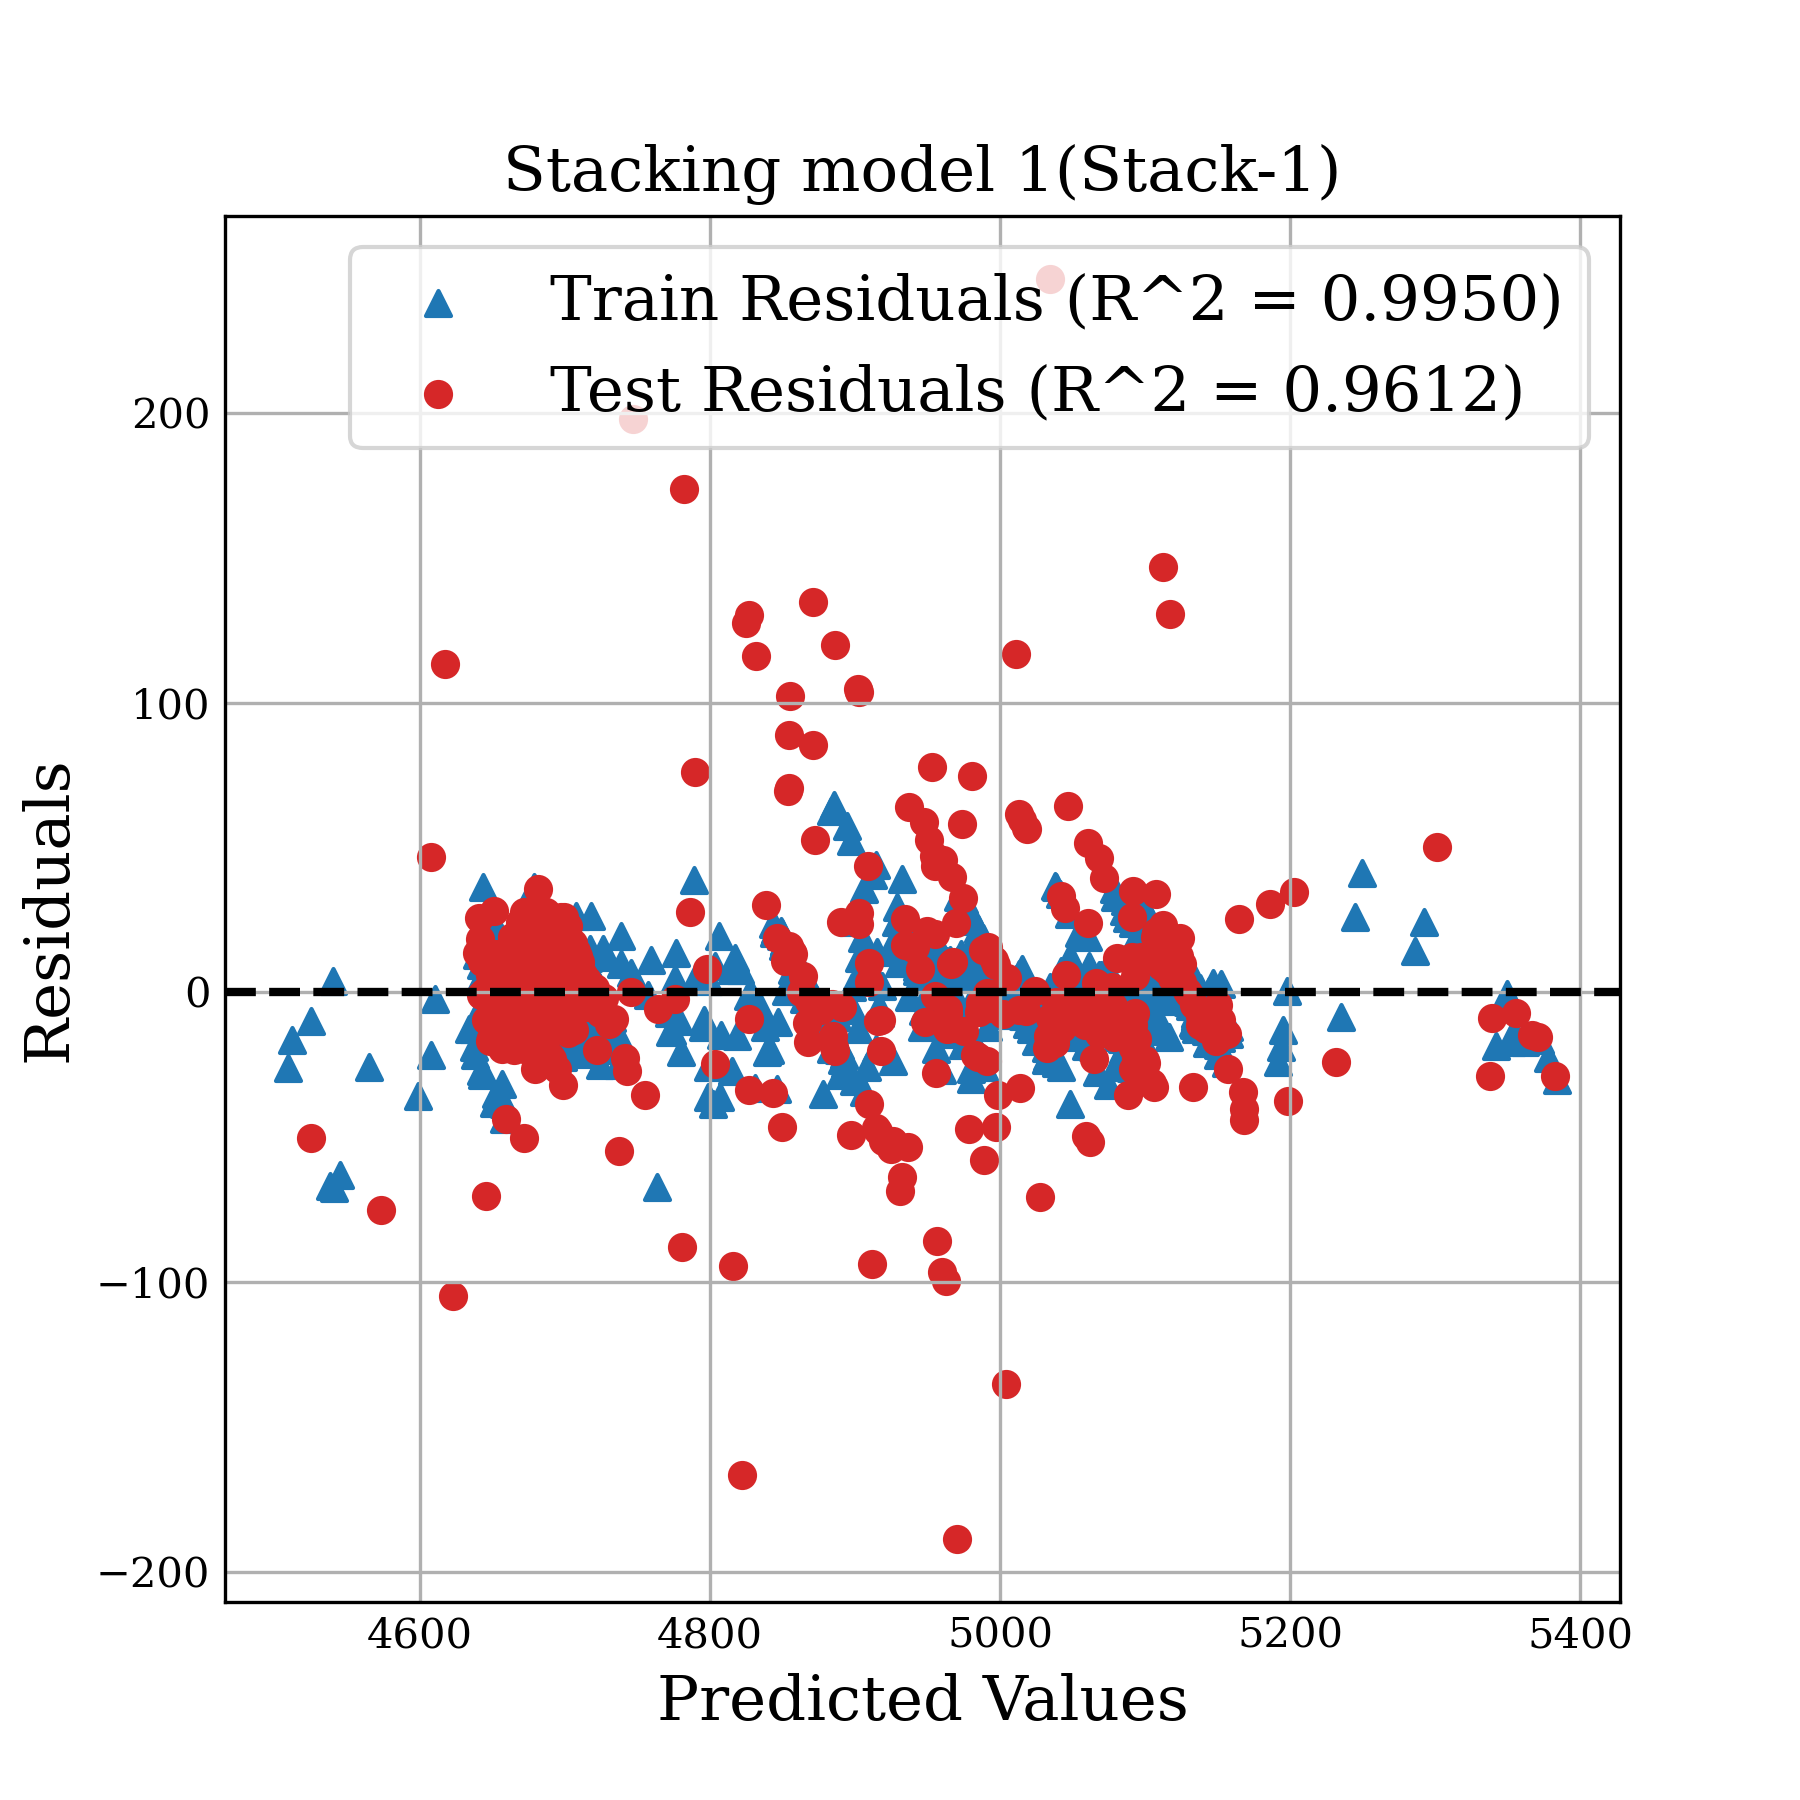 Stacking model 1(Stack-1)
Train Residuals (R^2 = 0.9950)
Test Residuals (R^2 = 0.9612)
200
100
0
−100
−200
Residuals
4600 4800 5000 5200 5400
Predicted Values